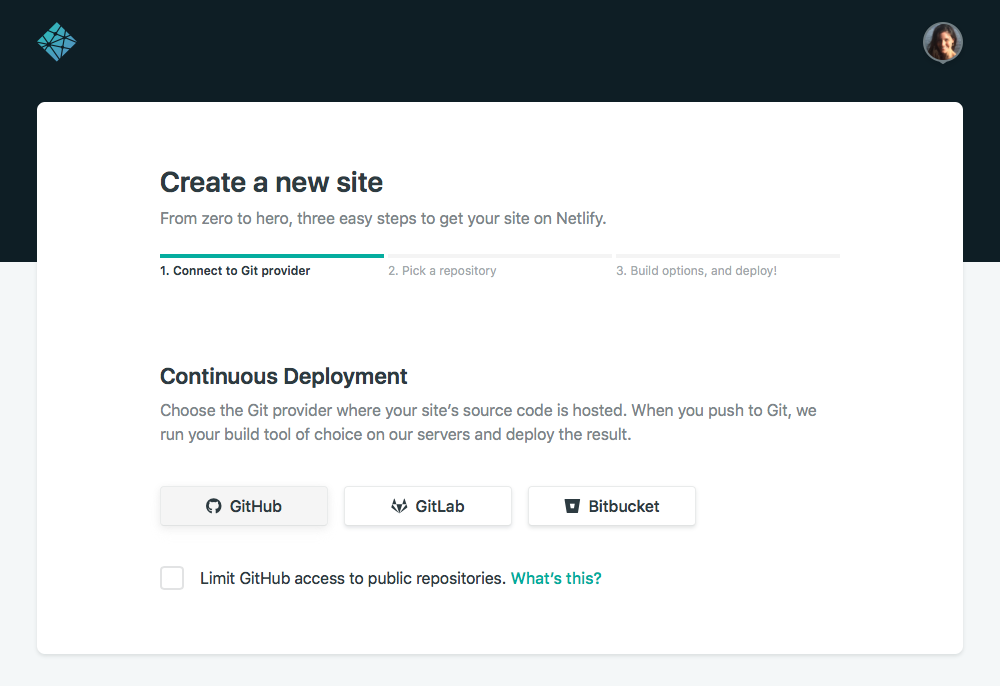 Create a new site
From zero to hero, three easy steps to get your site on Netlify.
1. Connect to Git provider
2. Pick a repository
3. Build options, and deploy!
Continuous Deployment
Choose the Git provider where your site’s source code is hosted. When you push to Git, we
run your build tool of choice on our servers and deploy the result.
GitHub
GitLab
Bitbucket
Limit GitHub access to public repositories. What’s this?